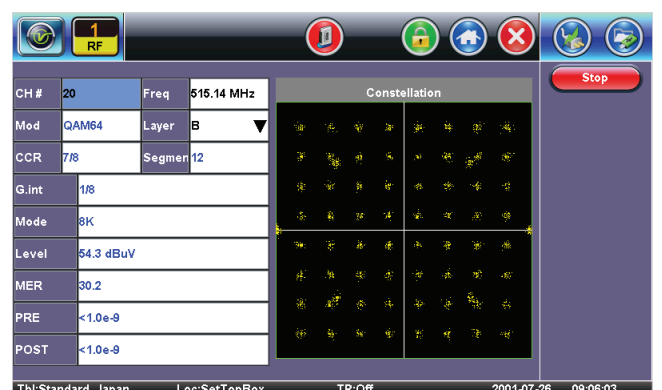 1
RF
Stop
CH # 20 Freq 515.14 MHz
Constellation
Mod QAM64 Layer B
CCR 7/8 Segmen 12
G.int 1/8
Mode 8K
Level 54.3 dBuV
MER 30.2
PRE <1.0e-9
POST <1.0e-9
Tbl:Standard_Japan Loc:SetTopBox TP:Off 2001-07-26 09:06:03